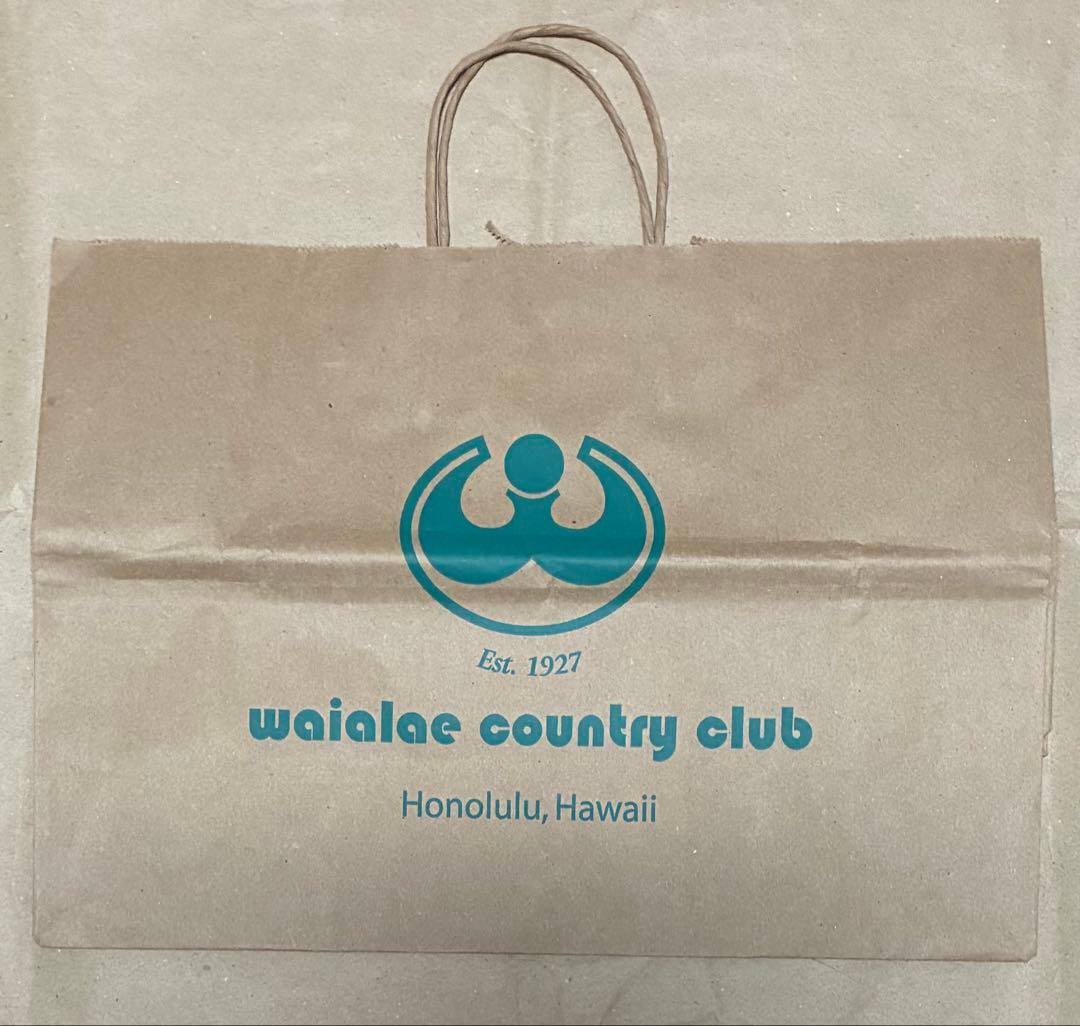 Est. 1927
waialae country club
Honolulu, Hawaii